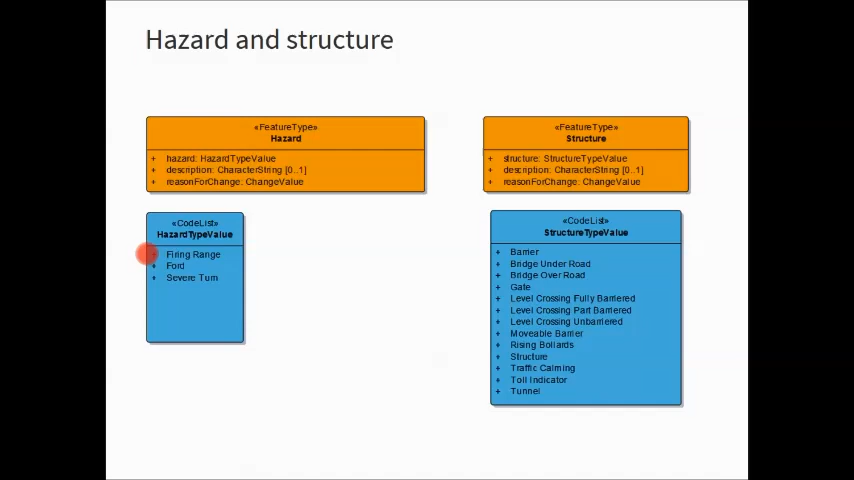 Hazard and structure
«FeatureType»
Hazard
+ hazard: HazardTypeValue
+ description: CharacterString [0..1]
+ reasonForChange: ChangeValue
«FeatureType»
Structure
+ structure: StructureTypeValue
+ description: CharacterString [0..1]
+ reasonForChange: ChangeValue
«CodeList»
HazardTypeValue
+ Firing Range
+ Ford
+ Severe Turn
«CodeList»
StructureTypeValue
+ Barrier
+ Bridge Under Road
+ Bridge Over Road
+ Gate
+ Level Crossing Fully Barriered
+ Level Crossing Part Barriered
+ Level Crossing Unbarriered
+ Moveable Barrier
+ Rising Bollards
+ Structure
+ Traffic Calming
+ Toll Indicator
+ Tunnel